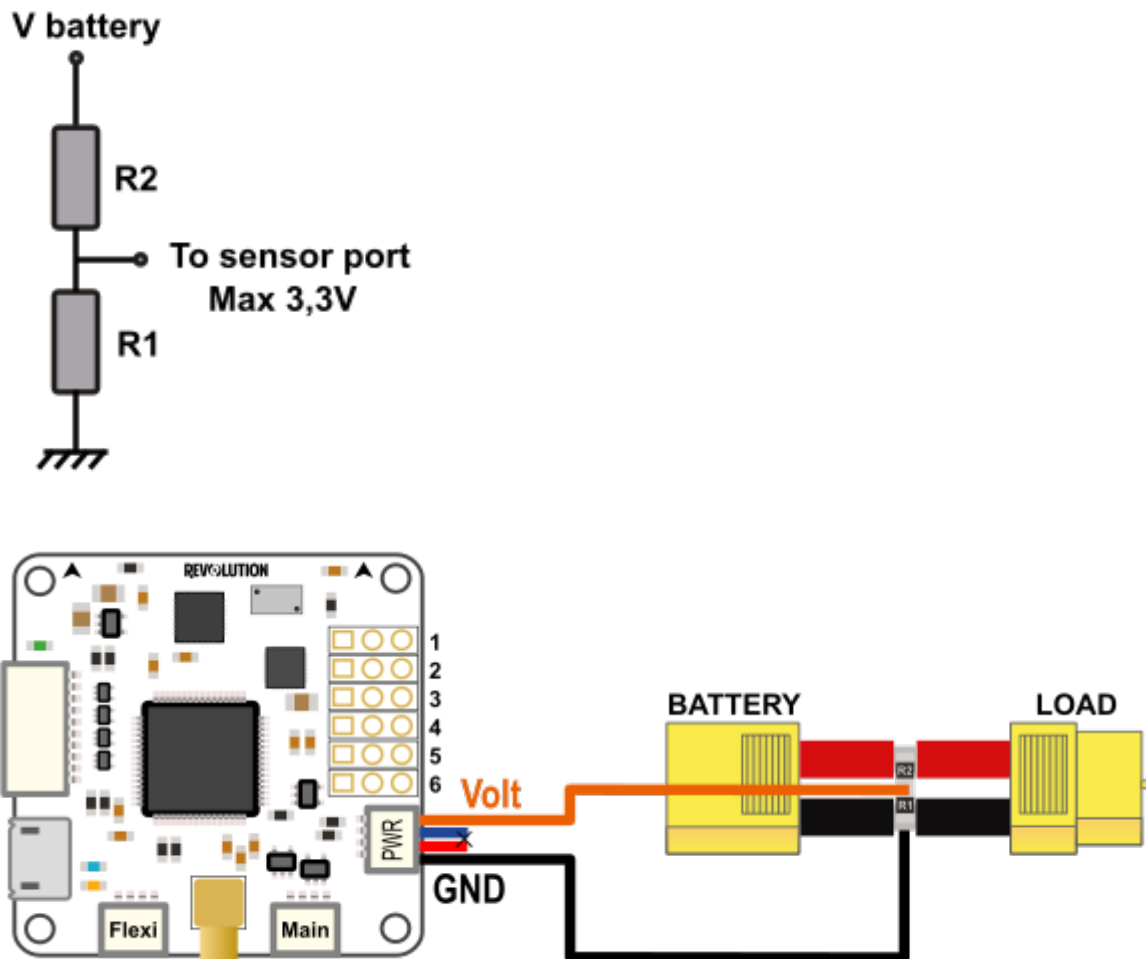 V battery
R2
To sensor port
Max 3,3V
R1
REVOLUTION
1
2
3
4
5
6
BATTERY
LOAD
R2
R1
Volt
PWR
GND
Flexi
Main